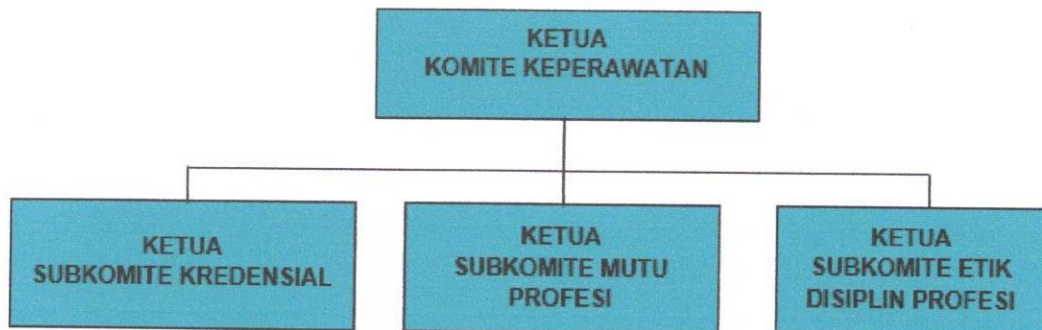 KETUA
KOMITE KEPERAWATAN
KETUA
SUBKOMITE KREDENSIAL
KETUA
SUBKOMITE MUTU
PROFESI
KETUA
SUBKOMITE ETIK
DISIPLIN PROFESI